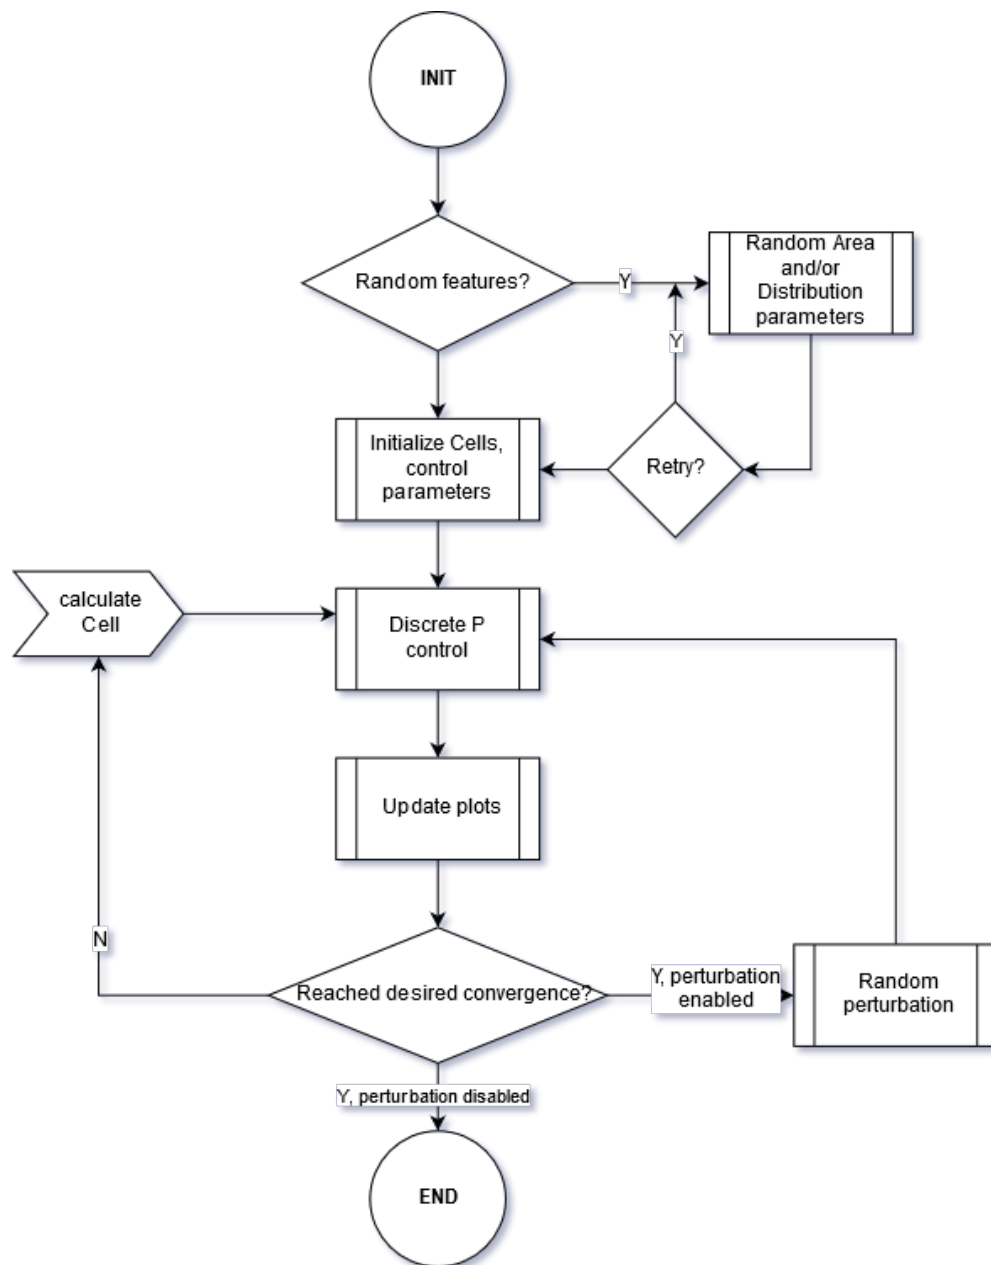 INIT
Random features?
Y
Random Area
and/or
Distribution
parameters
Y
Initialize Cells,
control
parameters
Retry?
calculate
Cell
Discrete P
control
Update plots
N
Reached desired convergence?
Y, perturbation
enabled
Random
perturbation
Y, perturbation disabled
END